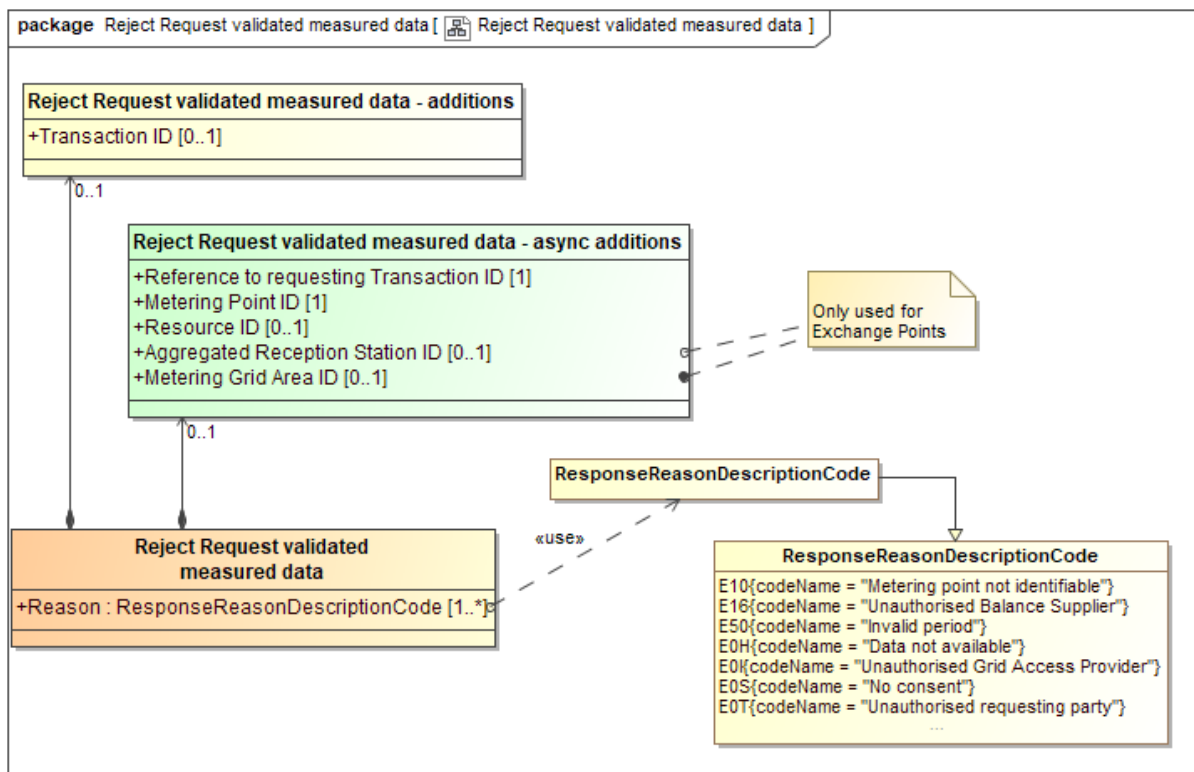 package Reject Request validated measured data [ Reject Request validated measured data ]
Reject Request validated measured data - additions
+Transaction ID [0..1]
0..1
Reject Request validated measured data - async additions
+Reference to requesting Transaction ID [1]
+Metering Point ID [1]
+Resource ID [0..1]
+Aggregated Reception Station ID [0..1]
+Metering Grid Area ID [0..1]
Only used for
Exchange Points
0..1
ResponseReasonDescriptionCode
«use»
Reject Request validated
measured data
+Reason : ResponseReasonDescriptionCode [1..*]
ResponseReasonDescriptionCode
E10{codeName = "Metering point not identifiable"}
E16{codeName = "Unauthorised Balance Supplier"}
E50{codeName = "Invalid period"}
E0H{codeName = "Data not available"}
E0I{codeName = "Unauthorised Grid Access Provider"}
E0S{codeName = "No consent"}
E0T{codeName = "Unauthorised requesting party"}
...